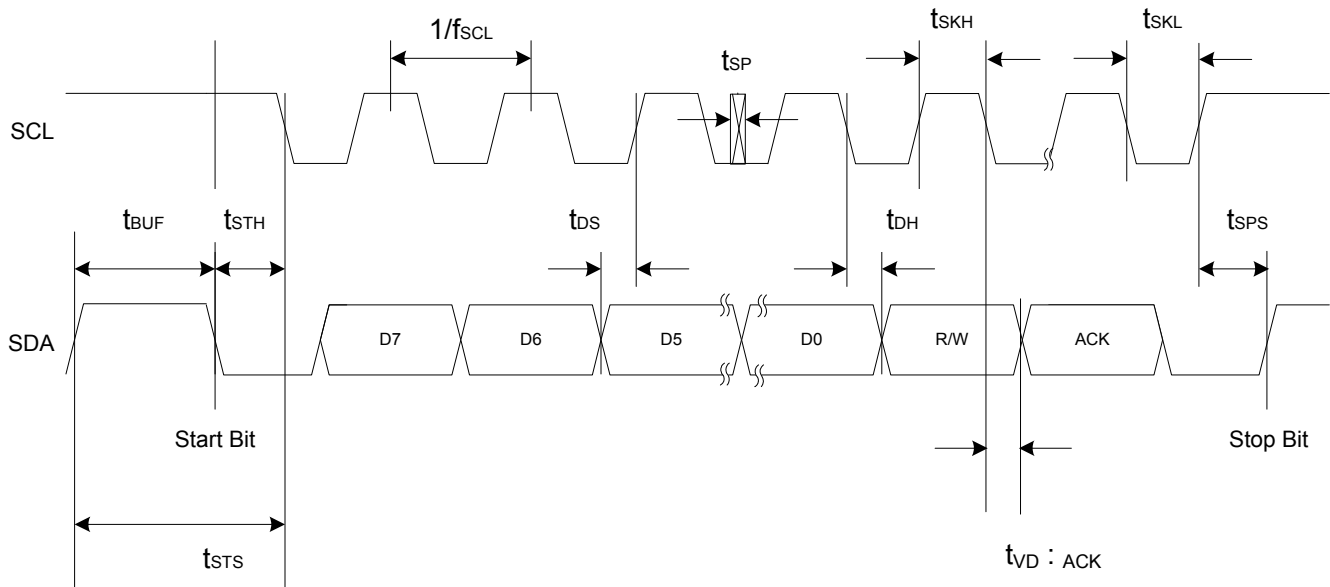 1/fSCL
tSKH
tSKL
tSP
SCL
tBUF
tSTH
tDS
tDH
tSPS
SDA
D7
D6
D5
D0
R/W
ACK
Start Bit
Stop Bit
tSTS
tVD : ACK